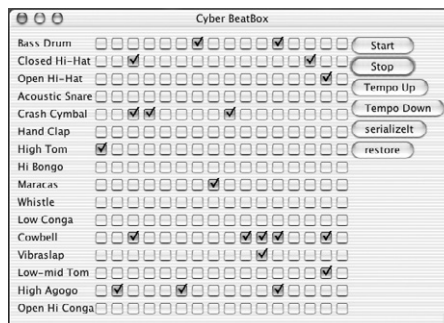 Cyber BeatBox
Bass Drum
Start
Closed Hi-Hat
Stop
Open Hi-Hat
Tempo Up
Acoustic Snare
Crash Cymbal
Tempo Down
Hand Clap
serializeIt
High Tom
restore
Hi Bongo
Maracas
Whistle
Low Conga
Cowbell
Vibraslap
Low-mid Tom
High Agogo
Open Hi Conga